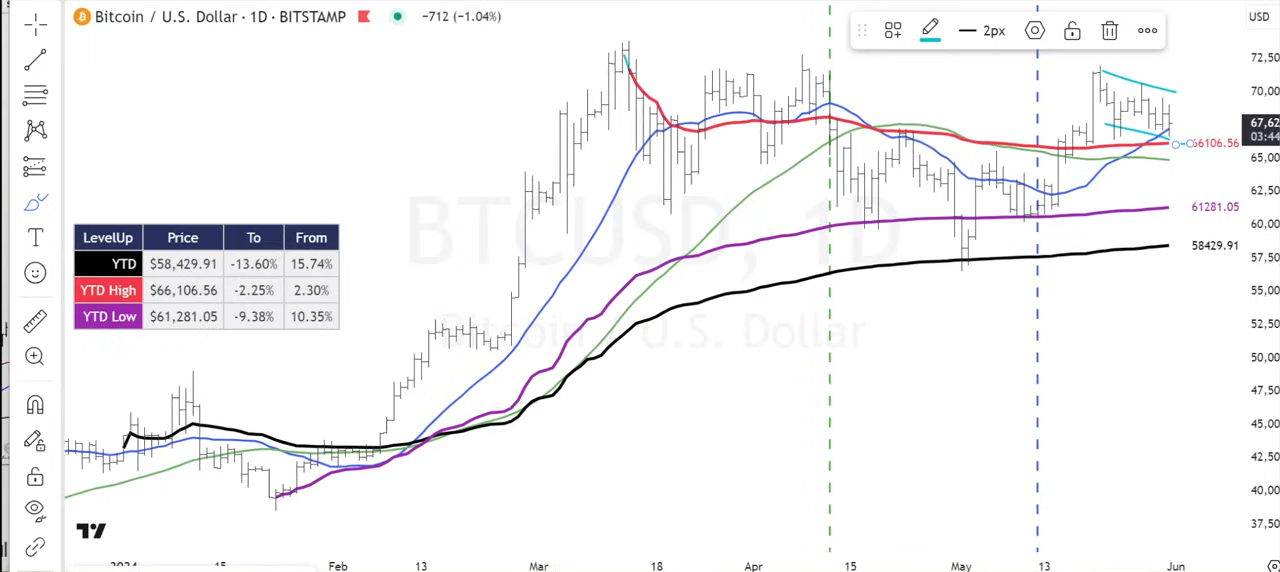 Bitcoin / U.S. Dollar · 1D · BITSTAMP −712 (−1.04%)
2px
USD
72,50
70,00
67,62
03:44
66106.56
65,00
62,50
61281.05
60,00
58429.91
57,50
55,00
52,50
50,00
47,50
45,00
42,50
40,00
37,50
BTCUSD, 1D
Bitcoin / U.S. Dollar
LevelUp Price To From
YTD $58,429.91 -13.60% 15.74%
YTD High $66,106.56 -2.25% 2.30%
YTD Low $61,281.05 -9.38% 10.35%
2024 15 Feb 13 Mar 18 Apr 15 May 13 Jun